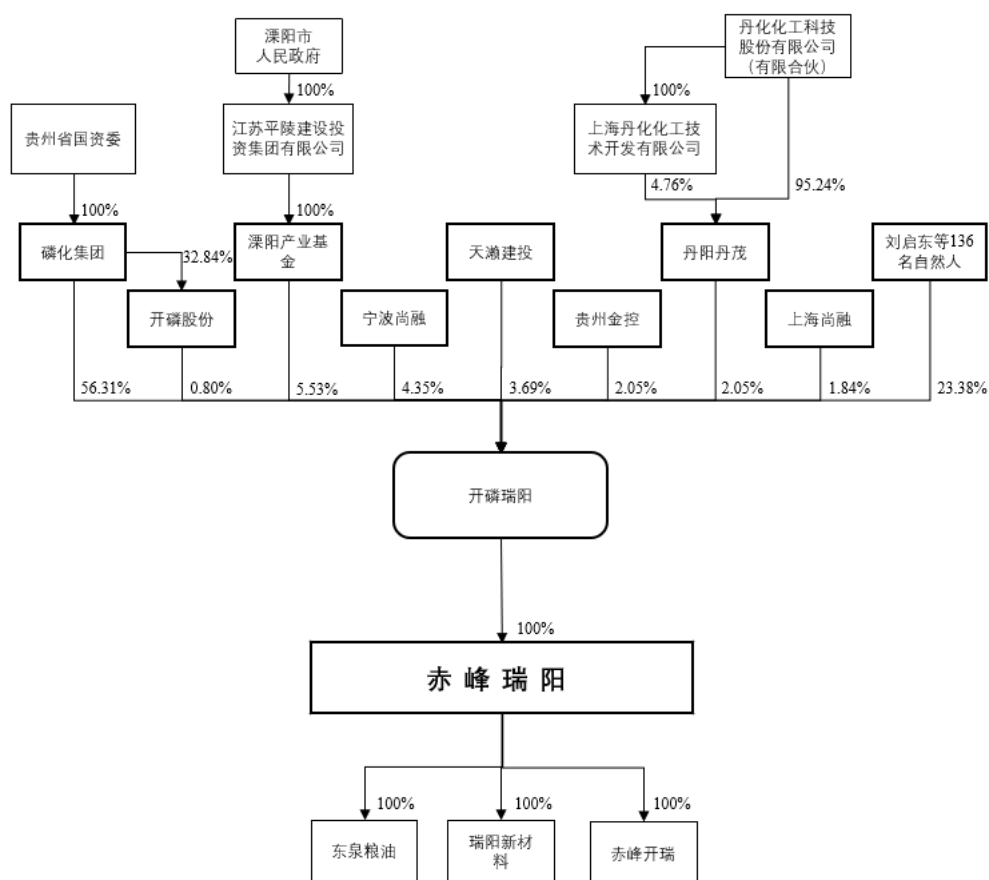 溧阳市
人民政府
丹化化工科技
股份有限公司
（有限合伙）
100%
100%
贵州省国资委
江苏平陵建设投
资集团有限公司
上海丹化化工技
术开发有限公司
4.76%
95.24%
100%
100%
磷化集团
32.84%
溧阳产业基
金
天濑建投
丹阳丹茂
刘启东等136
名自然人
开磷股份
宁波尚融
贵州金控
上海尚融
56.31%
0.80%
5.53%
4.35%
3.69%
2.05%
2.05%
1.84%
23.38%
开磷瑞阳
100%
赤峰瑞阳
100%
100%
100%
东泉粮油
瑞阳新材
料
赤峰开瑞